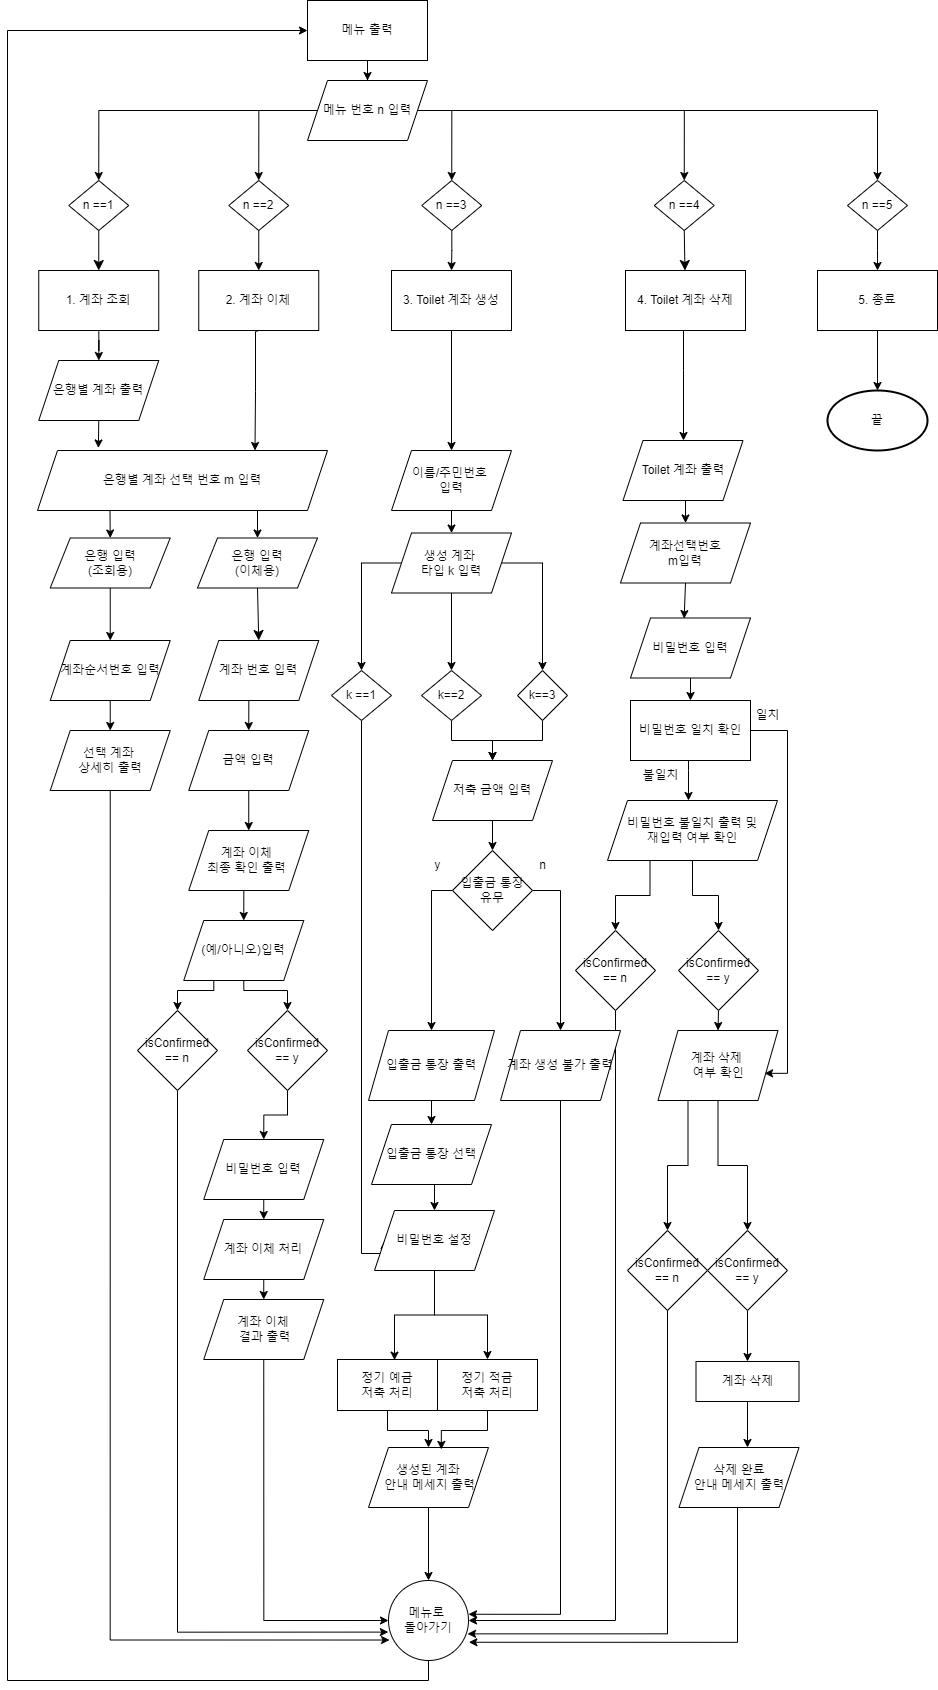 메뉴 출력
메뉴 번호 n 입력
n ==1
n ==2
n ==3
n ==4
n ==5
1. 계좌 조회
2. 계좌 이체
3. Toilet 계좌 생성
4. Toilet 계좌 삭제
5. 종료
은행별 계좌 출력
끝
은행별 계좌 선택 번호 m 입력
이름/주민번호
입력
Toilet 계좌 출력
은행 입력
(조회용)
은행 입력
(이체용)
생성 계좌
타입 k 입력
계좌선택번호
m입력
계좌순서번호 입력
계좌 번호 입력
k ==1
k==2
k==3
비밀번호 입력
선택 계좌
상세히 출력
금액 입력
저축 금액 입력
비밀번호 일치 확인
일치
불일치
계좌 이체
최종 확인 출력
y
n
입출금 통장
유무
비밀번호 불일치 출력 및
재입력 여부 확인
(예/아니오)입력
isConfirmed
== n
isConfirmed
== y
isConfirmed
== n
isConfirmed
== y
입출금 통장 출력
계좌 생성 불가 출력
계좌 삭제
여부 확인
비밀번호 입력
입출금 통장 선택
계좌 이체 처리
비밀번호 설정
isConfirmed
== n
isConfirmed
== y
계좌 이체
결과 출력
정기 예금
저축 처리
정기 적금
저축 처리
계좌 삭제
생성된 계좌
안내 메세지 출력
삭제 완료
안내 메세지 출력
메뉴로
돌아가기